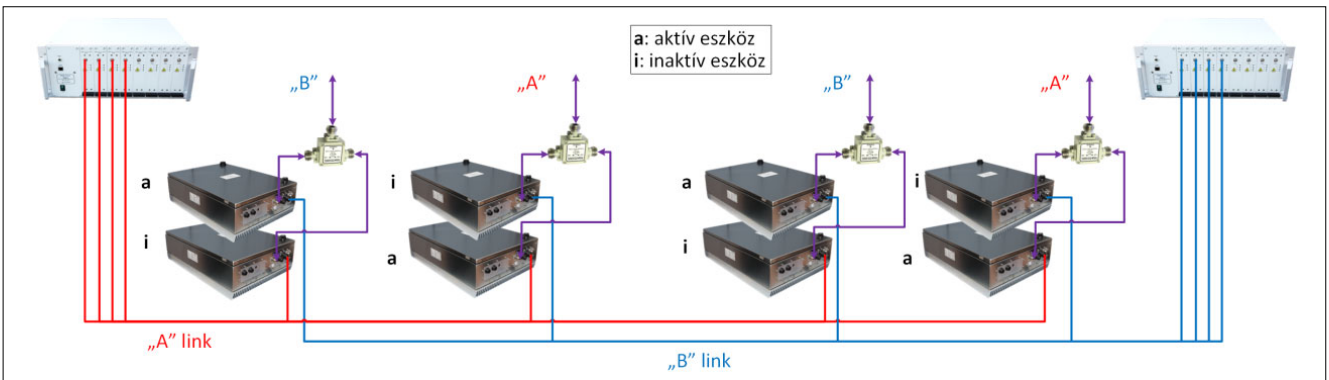 a: aktív eszköz
i: inaktív eszköz
„B”
„A”
„B”
„A”
a
i
a
i
i
a
i
a
„A” link
„B” link